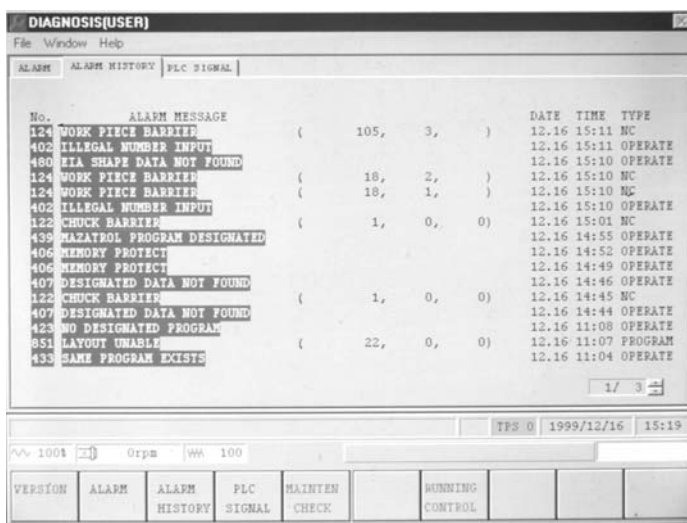 DIAGNOSIS(USER)
File Window Help
ALARM ALARM HISTORY PLC SIGNAL
No. ALARM MESSAGE DATE TIME TYPE
124 WORK PIECE BARRIER ( 105, 3, ) 12.16 15:11 NC
402 ILLEGAL NUMBER INPUT 12.16 15:11 OPERATE
480 EIA SHAPE DATA NOT FOUND 12.16 15:10 OPERATE
124 WORK PIECE BARRIER ( 18, 2, ) 12.16 15:10 NC
124 WORK PIECE BARRIER ( 18, 1, ) 12.16 15:10 NC
402 ILLEGAL NUMBER INPUT 12.16 15:10 OPERATE
122 CHUCK BARRIER ( 1, 0, 0) 12.16 15:01 NC
439 MAZATROL PROGRAM DESIGNATED 12.16 14:55 OPERATE
406 MEMORY PROTECT 12.16 14:52 OPERATE
406 MEMORY PROTECT 12.16 14:49 OPERATE
407 DESIGNATED DATA NOT FOUND 12.16 14:46 OPERATE
122 CHUCK BARRIER ( 1, 0, 0) 12.16 14:45 NC
407 DESIGNATED DATA NOT FOUND 12.16 14:44 OPERATE
423 NO DESIGNATED PROGRAM 12.16 11:08 OPERATE
851 LAYOUT UNABLE ( 22, 0, 0) 12.16 11:07 PROGRAM
433 SAME PROGRAM EXISTS 12.16 11:04 OPERATE
1/ 3
TPS 0 1999/12/16 15:19
100% 0rpm 100
VERSION ALARM ALARM HISTORY PLC SIGNAL MAINTEN CHECK RUNNING CONTROL